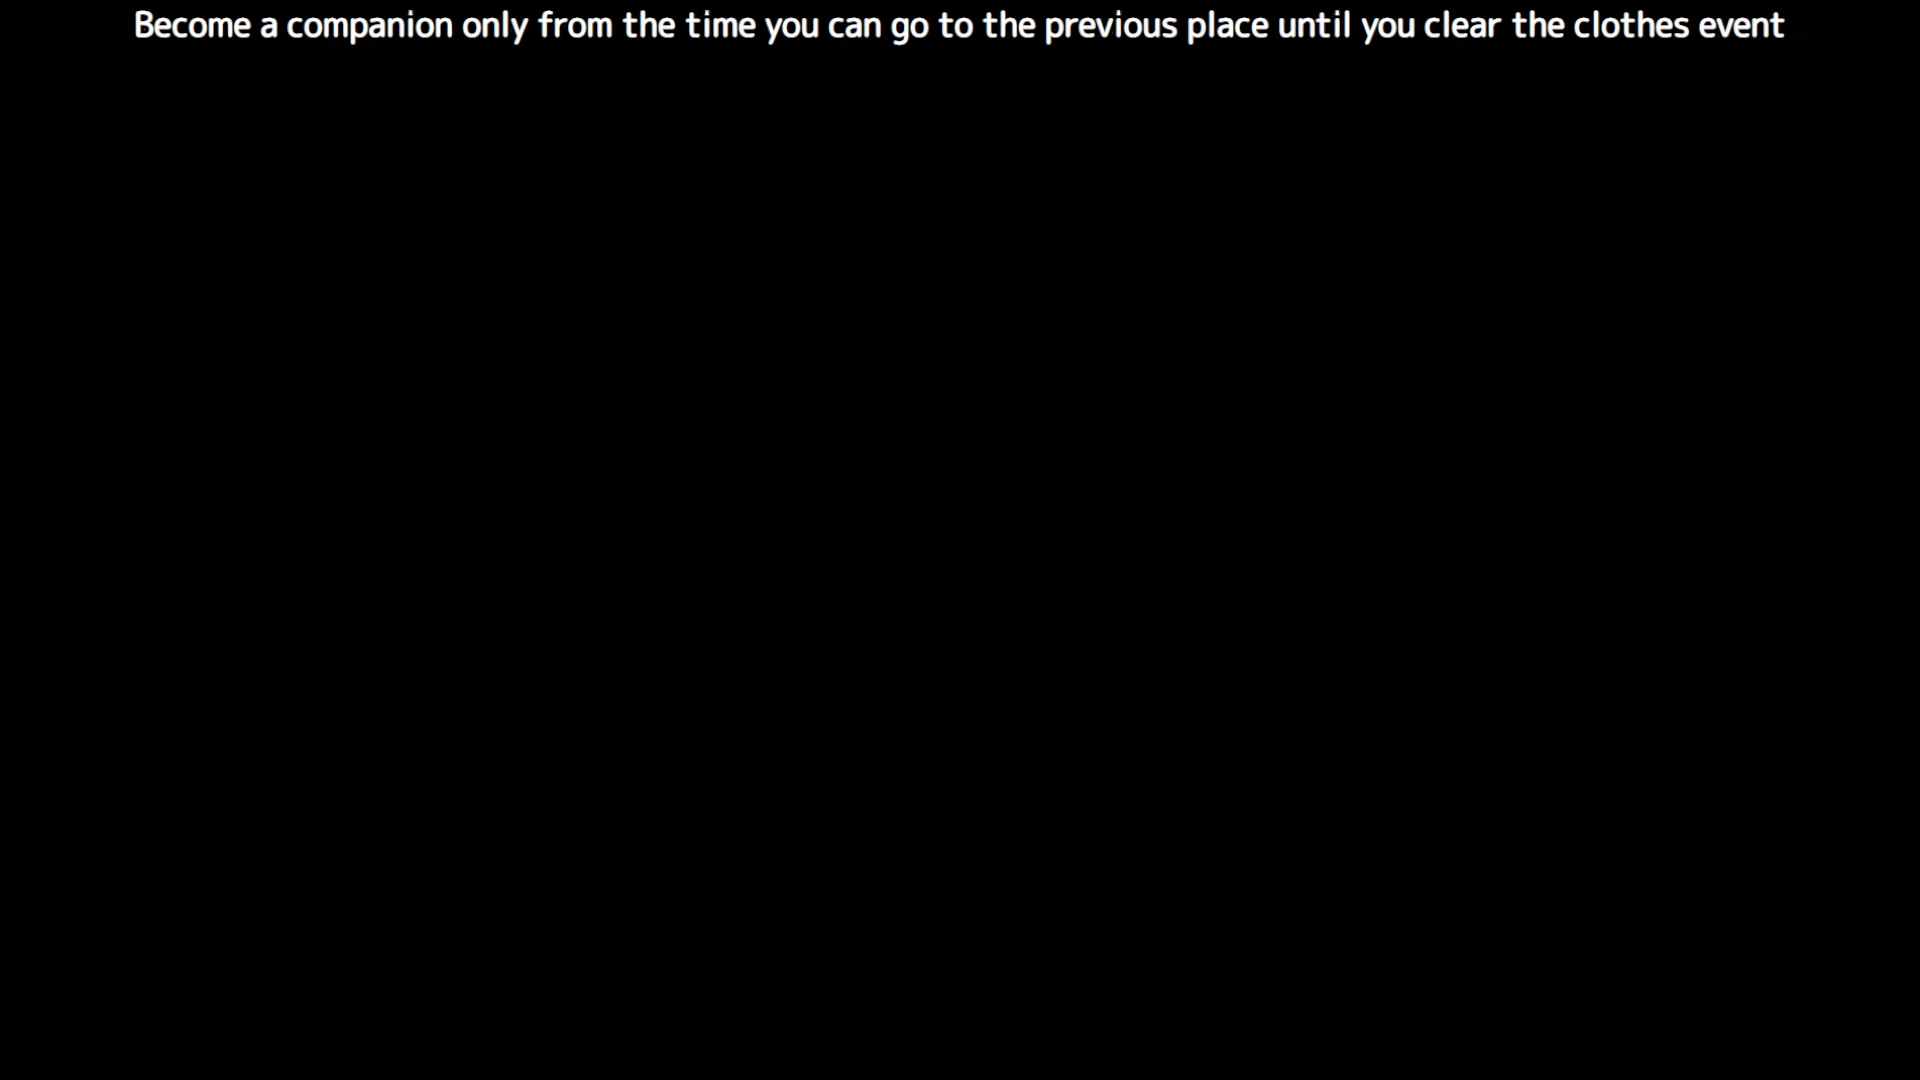 Become a companion only from the time you can go to the previous place until you clear the clothes event